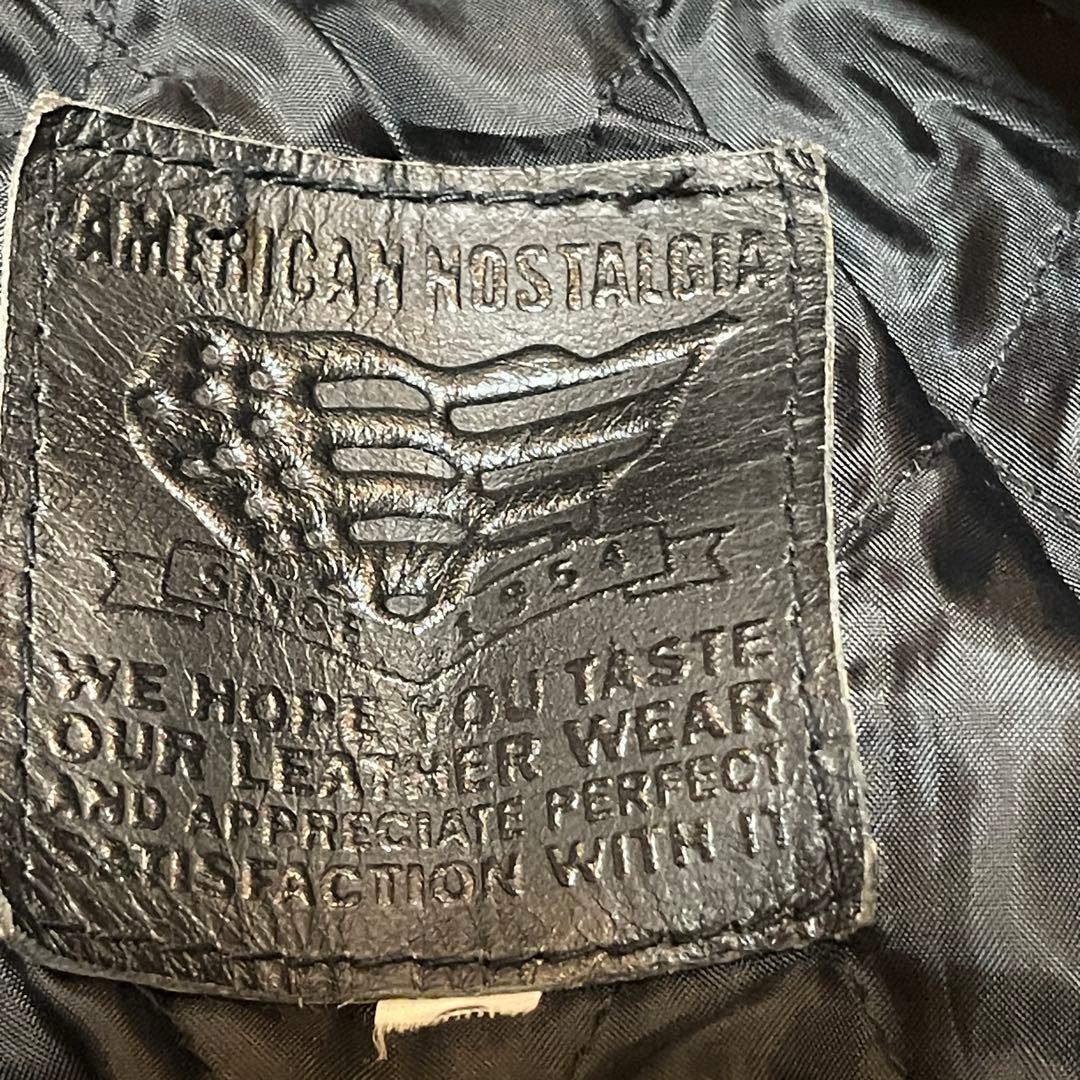 AMERICAN NOSTALGIA
SINCE 1954
WE HOPE YOU TASTE
OUR LEATHER WEAR
AND APPRECIATE PERFECT
SATISFACTION WITH IT